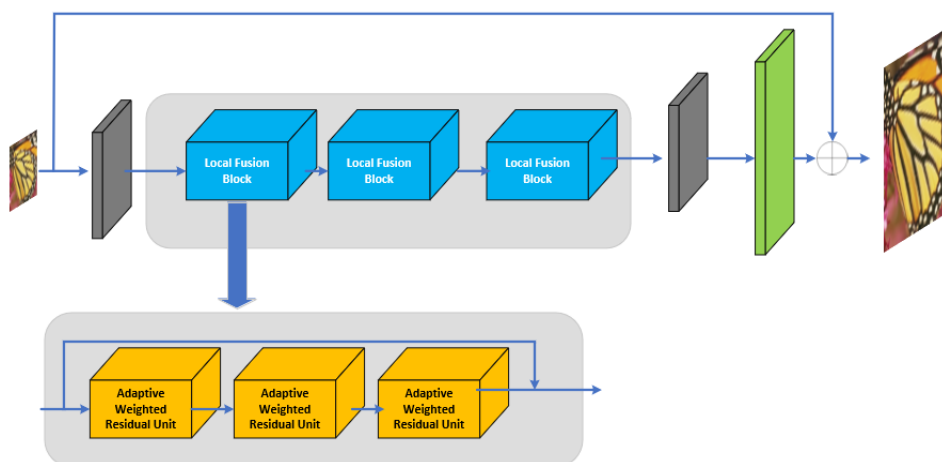 Local Fusion
Block
Local Fusion
Block
Local Fusion
Block
Adaptive
Weighted
Residual Unit
Adaptive
Weighted
Residual Unit
Adaptive
Weighted
Residual Unit